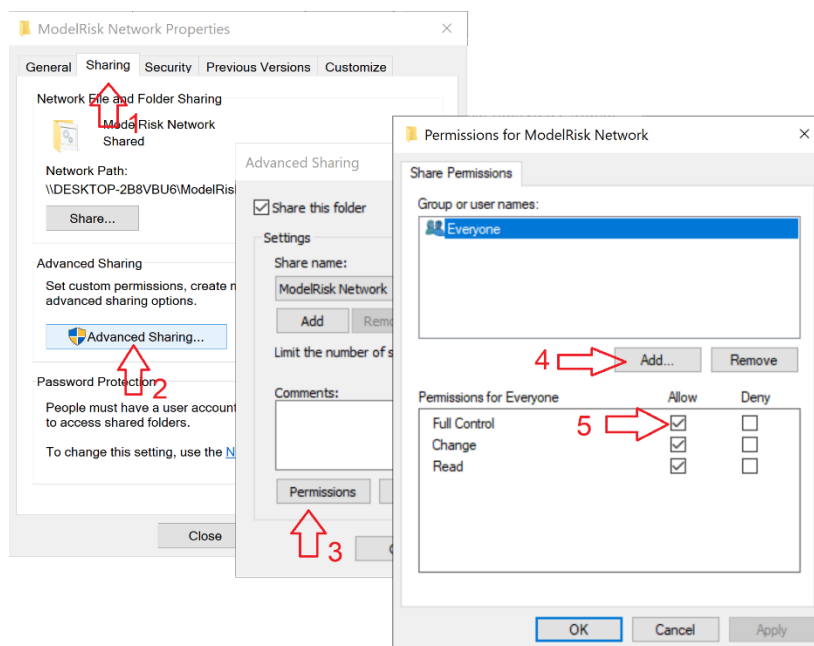 ModelRisk Network Properties
General Sharing Security Previous Versions Customize
Network File and Folder Sharing
1
ModelRisk Network
Shared
Network Path:
\\DESKTOP-2B8VBU6\ModelRis
Share...
Advanced Sharing
Set custom permissions, create
advanced sharing options.
Advanced Sharing...
2
Password Protection
People must have a user account
to access shared folders.
To change this setting, use the N
Close
Advanced Sharing
Share this folder
Settings
Share name:
ModelRisk Network
Add Remo
Limit the number of s
Comments:
Permissions
3
Permissions for ModelRisk Network
Share Permissions
Group or user names:
Everyone
4
Add... Remove
Permissions for Everyone Allow Deny
Full Control
5
Change
Read
OK Cancel Apply